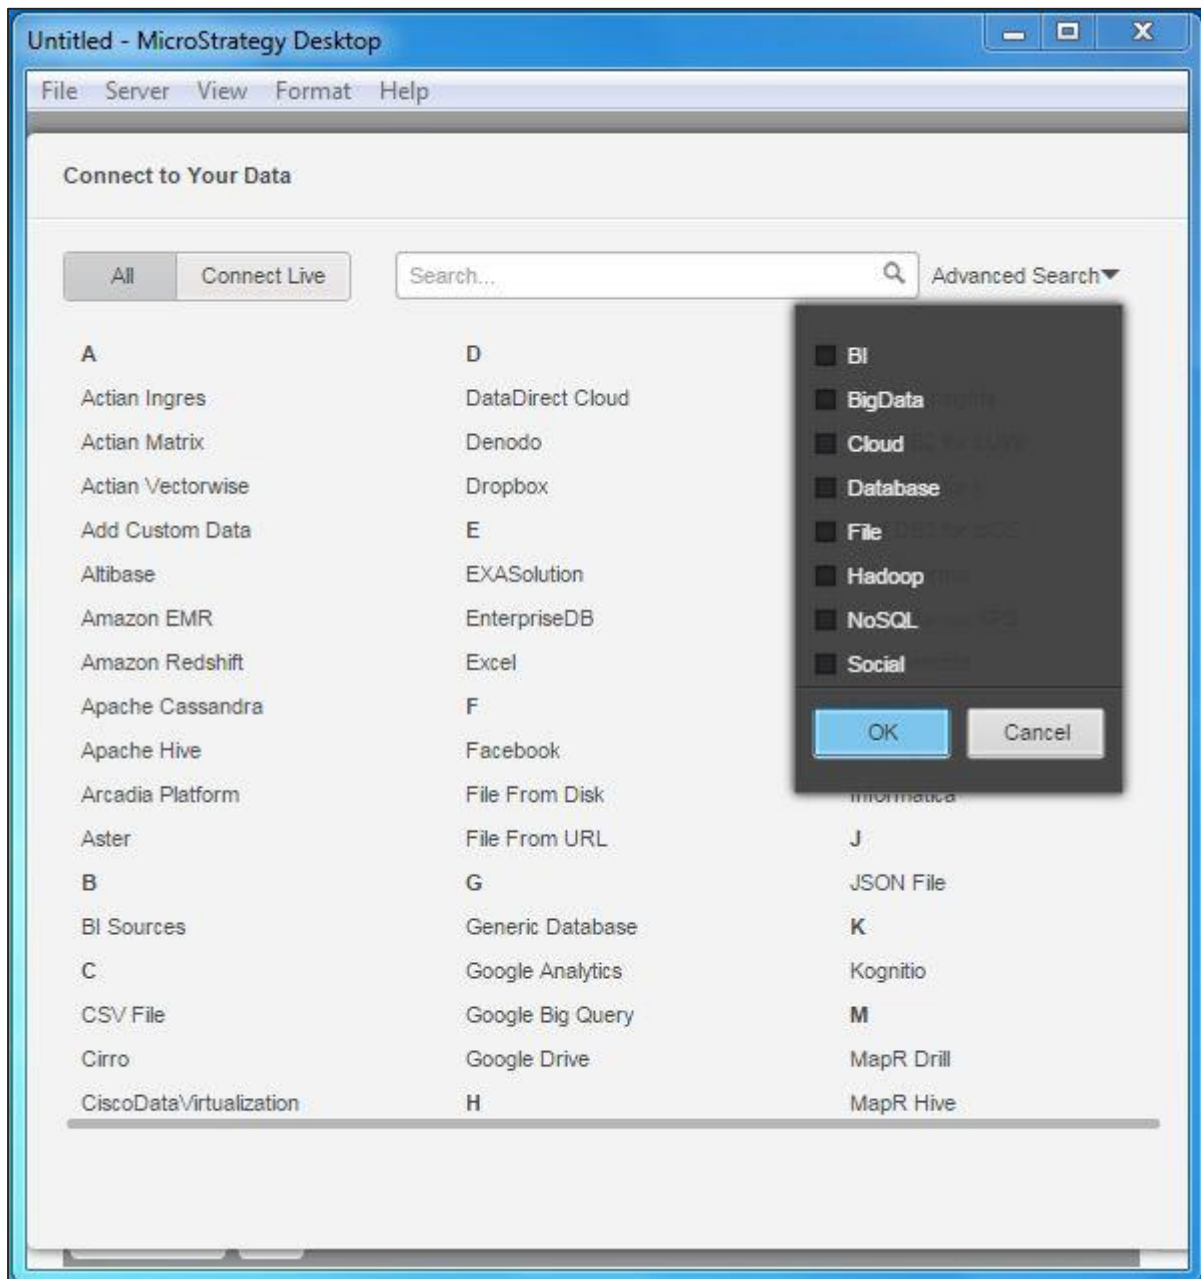 Untitled - MicroStrategy Desktop
File Server View Format Help
Connect to Your Data
All Connect Live Search... Advanced Search
A
Actian Ingres
Actian Matrix
Actian Vectorwise
Add Custom Data
Altibase
Amazon EMR
Amazon Redshift
Apache Cassandra
Apache Hive
Arcadia Platform
Aster
B
BI Sources
C
CSV File
Cirro
CiscoDataVirtualization
D
DataDirect Cloud
Denodo
Dropbox
E
EXASolution
EnterpriseDB
Excel
F
Facebook
File From Disk
File From URL
G
Generic Database
Google Analytics
Google Big Query
Google Drive
H
BI
BigData
Cloud
Database
File
Hadoop
NoSQL
Social
OK Cancel
Informatica
J
JSON File
K
Kognitio
M
MapR Drill
MapR Hive